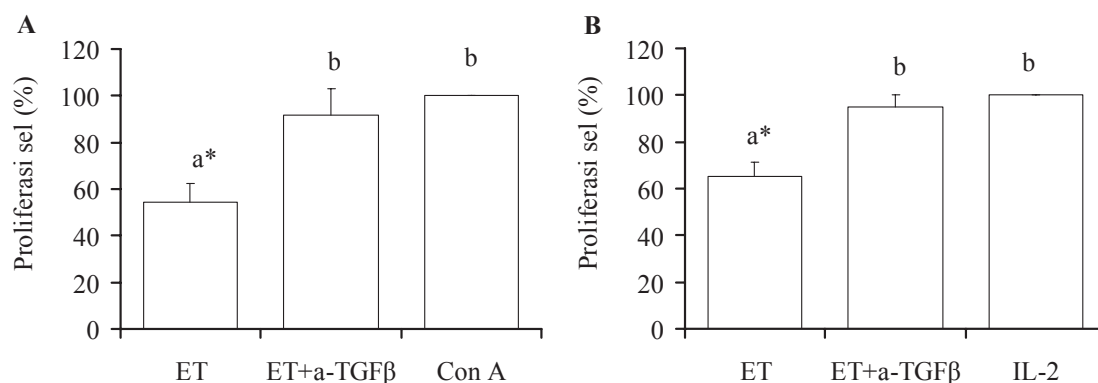 A
Proliferasi sel (%)
120
100
80
60
40
20
0
a*
b
b
ET
ET+a-TGFβ
Con A
B
Proliferasi sel (%)
120
100
80
60
40
20
0
a*
b
b
ET
ET+a-TGFβ
IL-2